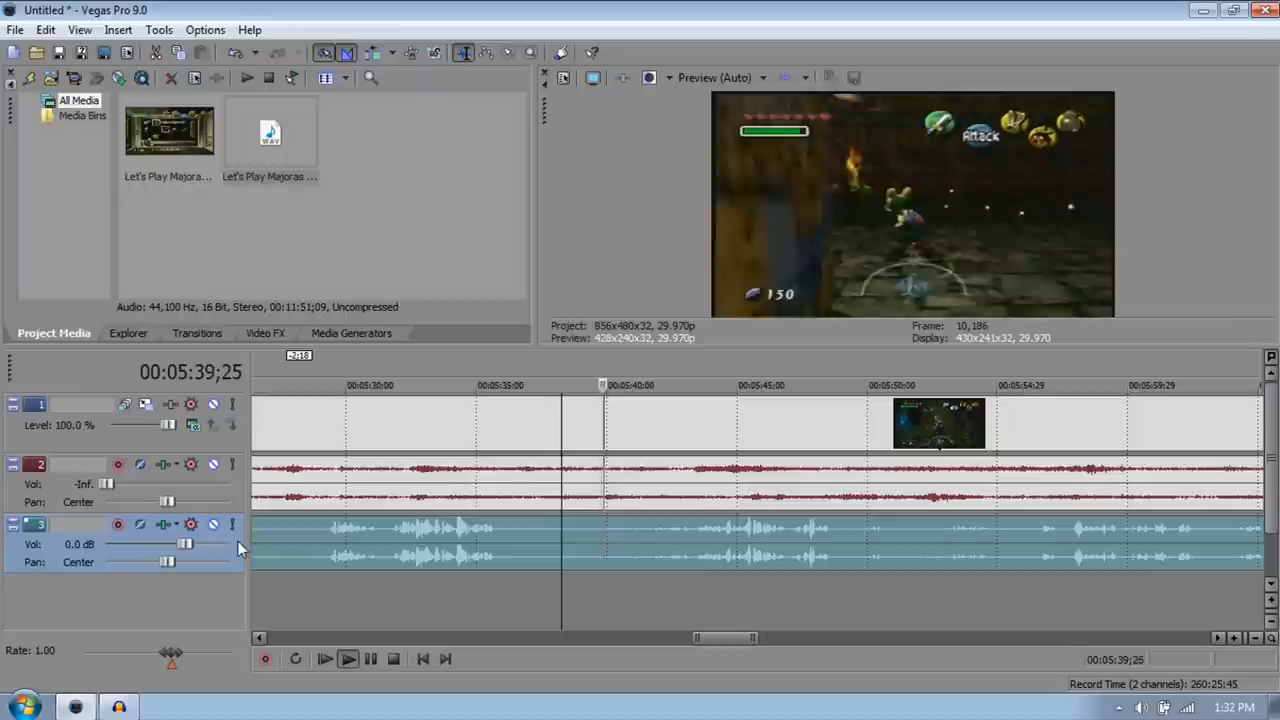 Untitled * - Vegas Pro 9.0
File Edit View Insert Tools Options Help
Preview (Auto)
All Media
Media Bins
WAV
Let's Play Majora... Let's Play Majoras ...
Attack
150
Audio: 44,100 Hz, 16 Bit, Stereo, 00:11:51;09, Uncompressed
Project Media Explorer Transitions Video FX Media Generators
Project: 856x480x32, 29.970p Frame: 10,186
Preview: 428x240x32, 29.970p Display: 430x241x32, 29.970
-2:18
00:05:39;25
00:05:30;00 00:05:35;00 00:05:40;00 00:05:45;00 00:05:50;00 00:05:54;29 00:05:59;29
1
Level: 100.0 %
2
Vol: -Inf.
Pan: Center
3
Vol: 0.0 dB
Pan: Center
Rate: 1.00
00:05:39;26
Record Time (2 channels): 260:25:45
1:32 PM